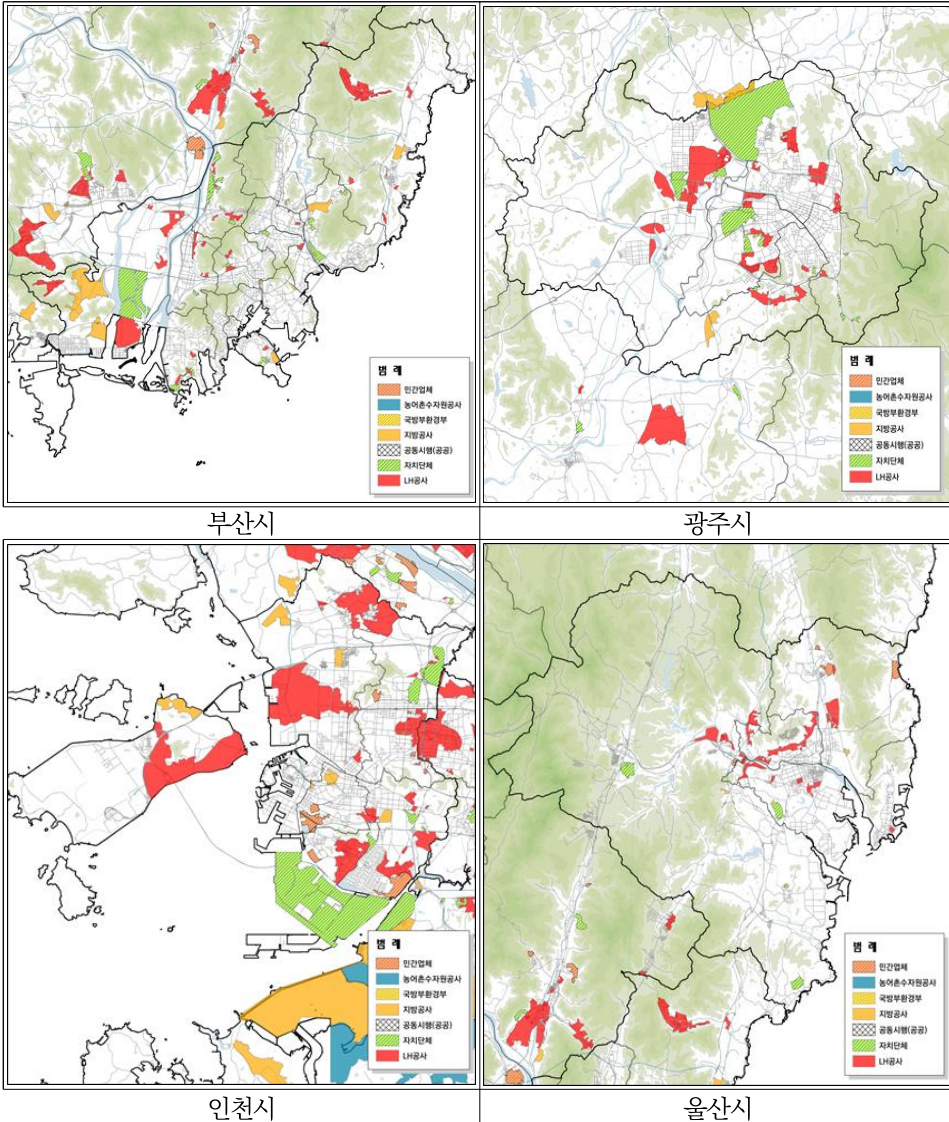 범 례
민간업체
농어촌수자원공사
국방부환경부
지방공사
공동시행(공공)
자치단체
LH공사
범 례
민간업체
농어촌수자원공사
국방부환경부
지방공사
공동시행(공공)
자치단체
LH공사
부산시
광주시
범 례
민간업체
농어촌수자원공사
국방부환경부
지방공사
공동시행(공공)
자치단체
LH공사
범 례
민간업체
농어촌수자원공사
국방부환경부
지방공사
공동시행(공공)
자치단체
LH공사
인천시
울산시